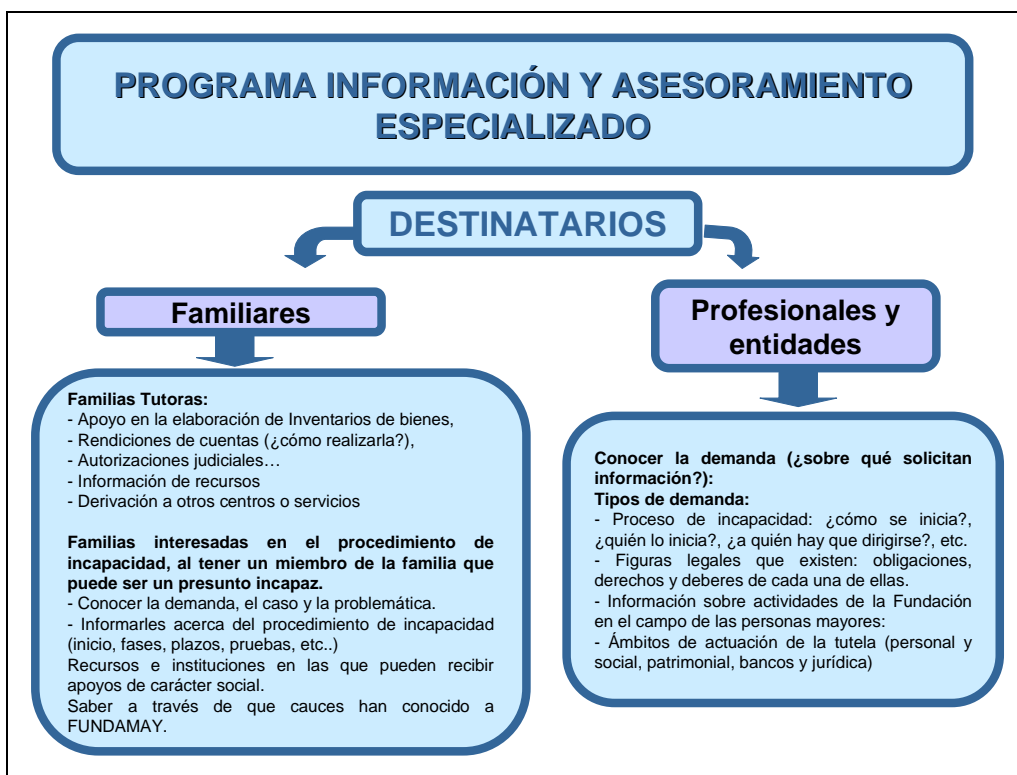 PROGRAMA INFORMACIÓN Y ASESORAMIENTO
ESPECIALIZADO
DESTINATARIOS
Familiares
Familias Tutoras:
- Apoyo en la elaboración de Inventarios de bienes,
- Rendiciones de cuentas (¿cómo realizarla?),
- Autorizaciones judiciales…
- Información de recursos
- Derivación a otros centros o servicios
Familias interesadas en el procedimiento de
incapacidad, al tener un miembro de la familia que
puede ser un presunto incapaz.
- Conocer la demanda, el caso y la problemática.
- Informarles acerca del procedimiento de incapacidad
(inicio, fases, plazos, pruebas, etc..)
Recursos e instituciones en las que pueden recibir
apoyos de carácter social.
Saber a través de que cauces han conocido a
FUNDAMAY.
Profesionales y
entidades
Conocer la demanda (¿sobre qué solicitan
información?):
Tipos de demanda:
- Proceso de incapacidad: ¿cómo se inicia?,
¿quién lo inicia?, ¿a quién hay que dirigirse?, etc.
- Figuras legales que existen: obligaciones,
derechos y deberes de cada una de ellas.
- Información sobre actividades de la Fundación
en el campo de las personas mayores:
- Ámbitos de actuación de la tutela (personal y
social, patrimonial, bancos y jurídica)